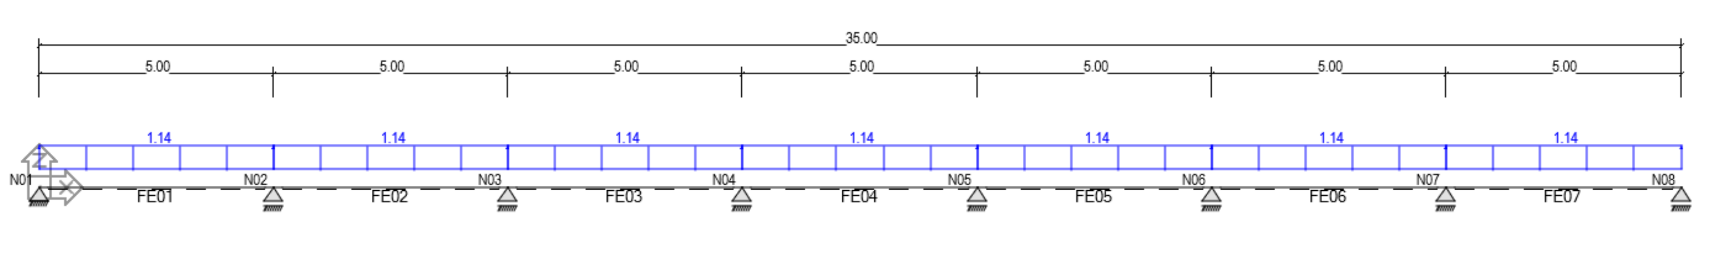 35.00
5.00 5.00 5.00 5.00 5.00 5.00 5.00
1.14 1.14 1.14 1.14 1.14 1.14 1.14
Z
N01 X N02 N03 N04 N05 N06 N07 N08
FE01 FE02 FE03 FE04 FE05 FE06 FE07